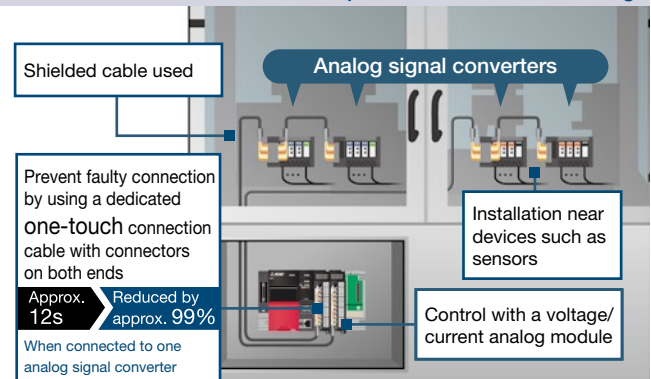 Analog signal converters
Shielded cable used
Prevent faulty connection
by using a dedicated
one-touch connection
cable with connectors
on both ends
Approx.
12s
Reduced by
approx. 99%
When connected to one
analog signal converter
Installation near
devices such as
sensors
Control with a voltage/
current analog module